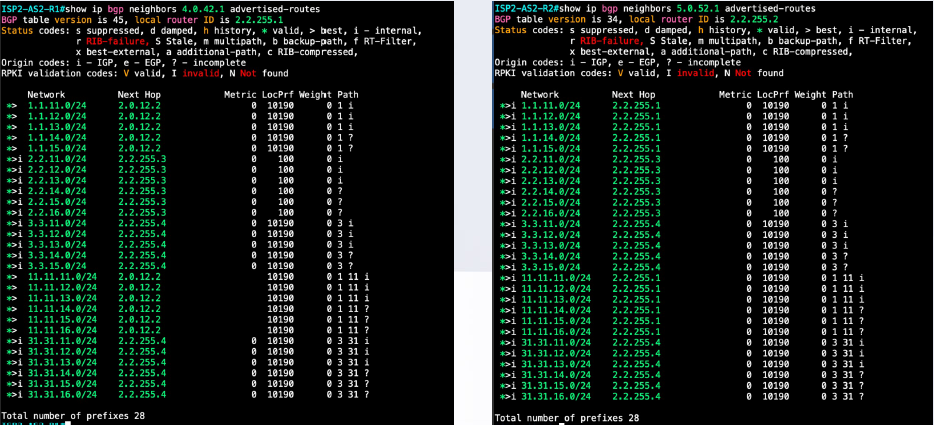 ISP2-AS2-R1#show ip bgp neighbors 4.0.42.1 advertised-routes
BGP table version is 45, local router ID is 2.2.255.1
Status codes: s suppressed, d damped, h history, * valid, > best, i - internal,
r RIB-failure, S Stale, m multipath, b backup-path, f RT-Filter,
x best-external, a additional-path, c RIB-compressed,
Origin codes: i - IGP, e - EGP, ? - incomplete
RPKI validation codes: V valid, I invalid, N Not found
Network Next Hop Metric LocPrf Weight Path
*> 1.1.11.0/24 2.0.12.2 0 10190 0 1 i
*> 1.1.12.0/24 2.0.12.2 0 10190 0 1 i
*> 1.1.13.0/24 2.0.12.2 0 10190 0 1 i
*> 1.1.14.0/24 2.0.12.2 0 10190 0 1 ?
*> 1.1.15.0/24 2.0.12.2 0 10190 0 1 ?
*>i 2.2.11.0/24 2.2.255.3 0 100 0 i
*>i 2.2.12.0/24 2.2.255.3 0 100 0 i
*>i 2.2.13.0/24 2.2.255.3 0 100 0 i
*>i 2.2.14.0/24 2.2.255.3 0 100 0 ?
*>i 2.2.15.0/24 2.2.255.3 0 100 0 ?
*>i 2.2.16.0/24 2.2.255.3 0 100 0 ?
*>i 3.3.11.0/24 2.2.255.4 0 10190 0 3 i
*>i 3.3.12.0/24 2.2.255.4 0 10190 0 3 i
*>i 3.3.13.0/24 2.2.255.4 0 10190 0 3 i
*>i 3.3.14.0/24 2.2.255.4 0 10190 0 3 ?
*>i 3.3.15.0/24 2.2.255.4 0 10190 0 3 ?
*> 11.11.11.0/24 2.0.12.2 10190 0 1 11 i
*> 11.11.12.0/24 2.0.12.2 10190 0 1 11 i
*> 11.11.13.0/24 2.0.12.2 10190 0 1 11 i
*> 11.11.14.0/24 2.0.12.2 10190 0 1 11 ?
*> 11.11.15.0/24 2.0.12.2 10190 0 1 11 ?
*> 11.11.16.0/24 2.0.12.2 10190 0 1 11 ?
*>i 31.31.11.0/24 2.2.255.4 0 10190 0 3 31 i
*>i 31.31.12.0/24 2.2.255.4 0 10190 0 3 31 i
*>i 31.31.13.0/24 2.2.255.4 0 10190 0 3 31 i
*>i 31.31.14.0/24 2.2.255.4 0 10190 0 3 31 ?
*>i 31.31.15.0/24 2.2.255.4 0 10190 0 3 31 ?
*>i 31.31.16.0/24 2.2.255.4 0 10190 0 3 31 ?
Total number of prefixes 28
ISP2-AS2-R2#show ip bgp neighbors 5.0.52.1 advertised-routes
BGP table version is 34, local router ID is 2.2.255.2
Status codes: s suppressed, d damped, h history, * valid, > best, i - internal,
r RIB-failure, S Stale, m multipath, b backup-path, f RT-Filter,
x best-external, a additional-path, c RIB-compressed,
Origin codes: i - IGP, e - EGP, ? - incomplete
RPKI validation codes: V valid, I invalid, N Not found
Network Next Hop Metric LocPrf Weight Path
*>i 1.1.11.0/24 2.2.255.1 0 10190 0 1 i
*>i 1.1.12.0/24 2.2.255.1 0 10190 0 1 i
*>i 1.1.13.0/24 2.2.255.1 0 10190 0 1 i
*>i 1.1.14.0/24 2.2.255.1 0 10190 0 1 ?
*>i 1.1.15.0/24 2.2.255.1 0 10190 0 1 ?
*>i 2.2.11.0/24 2.2.255.3 0 100 0 i
*>i 2.2.12.0/24 2.2.255.3 0 100 0 i
*>i 2.2.13.0/24 2.2.255.3 0 100 0 i
*>i 2.2.14.0/24 2.2.255.3 0 100 0 ?
*>i 2.2.15.0/24 2.2.255.3 0 100 0 ?
*>i 2.2.16.0/24 2.2.255.3 0 100 0 ?
*>i 3.3.11.0/24 2.2.255.4 0 10190 0 3 i
*>i 3.3.12.0/24 2.2.255.4 0 10190 0 3 i
*>i 3.3.13.0/24 2.2.255.4 0 10190 0 3 i
*>i 3.3.14.0/24 2.2.255.4 0 10190 0 3 ?
*>i 3.3.15.0/24 2.2.255.4 0 10190 0 3 ?
*>i 11.11.11.0/24 2.2.255.1 0 10190 0 1 11 i
*>i 11.11.12.0/24 2.2.255.1 0 10190 0 1 11 i
*>i 11.11.13.0/24 2.2.255.1 0 10190 0 1 11 i
*>i 11.11.14.0/24 2.2.255.1 0 10190 0 1 11 ?
*>i 11.11.15.0/24 2.2.255.1 0 10190 0 1 11 ?
*>i 11.11.16.0/24 2.2.255.1 0 10190 0 1 11 ?
*>i 31.31.11.0/24 2.2.255.4 0 10190 0 3 31 i
*>i 31.31.12.0/24 2.2.255.4 0 10190 0 3 31 i
*>i 31.31.13.0/24 2.2.255.4 0 10190 0 3 31 i
*>i 31.31.14.0/24 2.2.255.4 0 10190 0 3 31 ?
*>i 31.31.15.0/24 2.2.255.4 0 10190 0 3 31 ?
*>i 31.31.16.0/24 2.2.255.4 0 10190 0 3 31 ?
Total number of prefixes 28